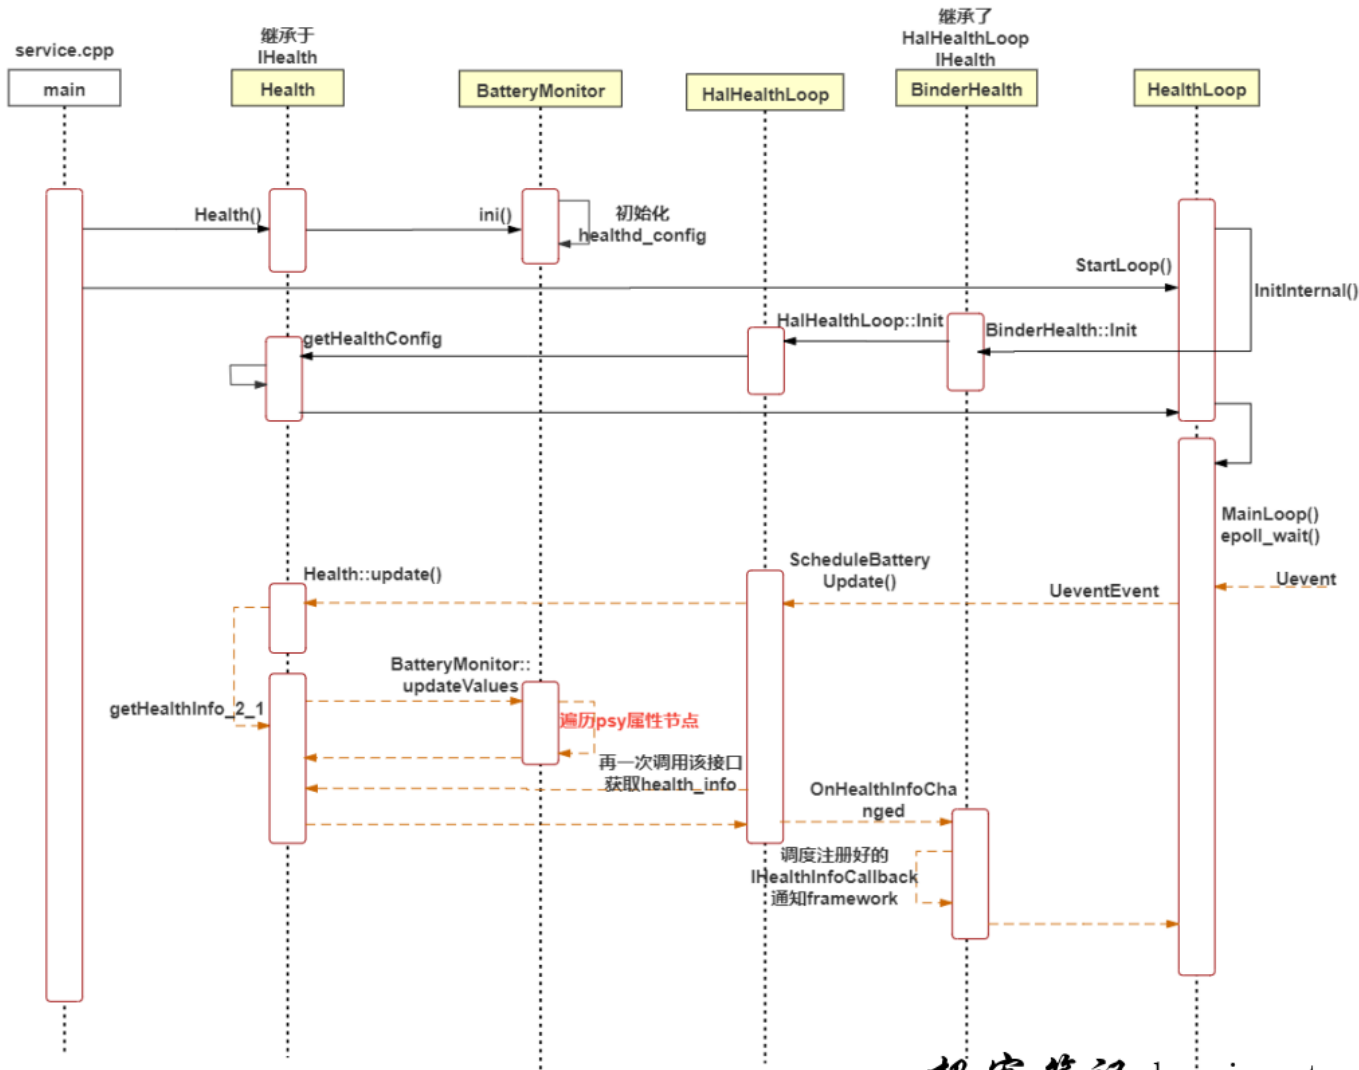 service.cpp
main
继承于
IHealth
Health
BatteryMonitor
HalHealthLoop
继承了
HalHealthLoop
IHealth
BinderHealth
HealthLoop
Health()
ini()
初始化
healthd_config
StartLoop()
InitInternal()
HalHealthLoop::Init
BinderHealth::Init
getHealthConfig
MainLoop()
epoll_wait()
Uevent
UeventEvent
ScheduleBattery
Update()
Health::update()
BatteryMonitor::
updateValues
getHealthInfo_2_1
遍历psy属性节点
再一次调用该接口
获取health_info
OnHealthInfoCha
nged
调度注册好的
IHealthInfoCallback
通知framework